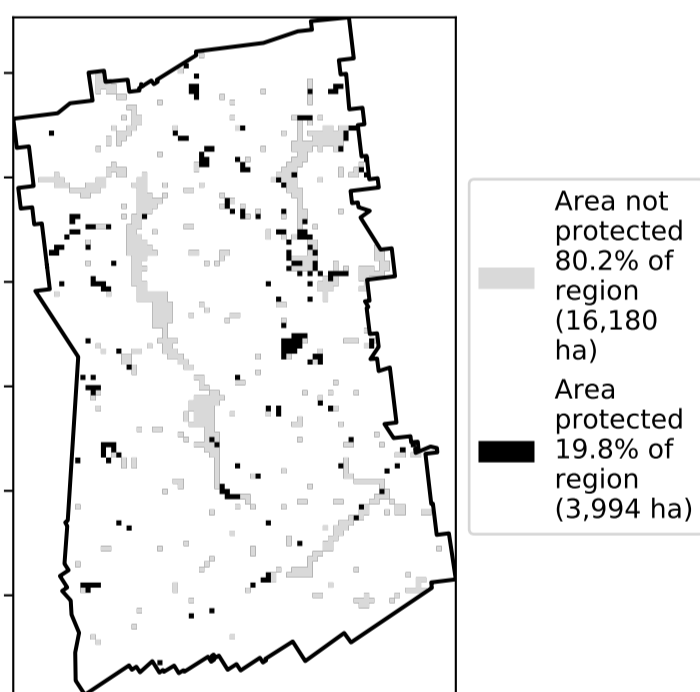 Area not
protected
80.2% of
region
(16,180
ha)
Area
protected
19.8% of
region
(3,994 ha)